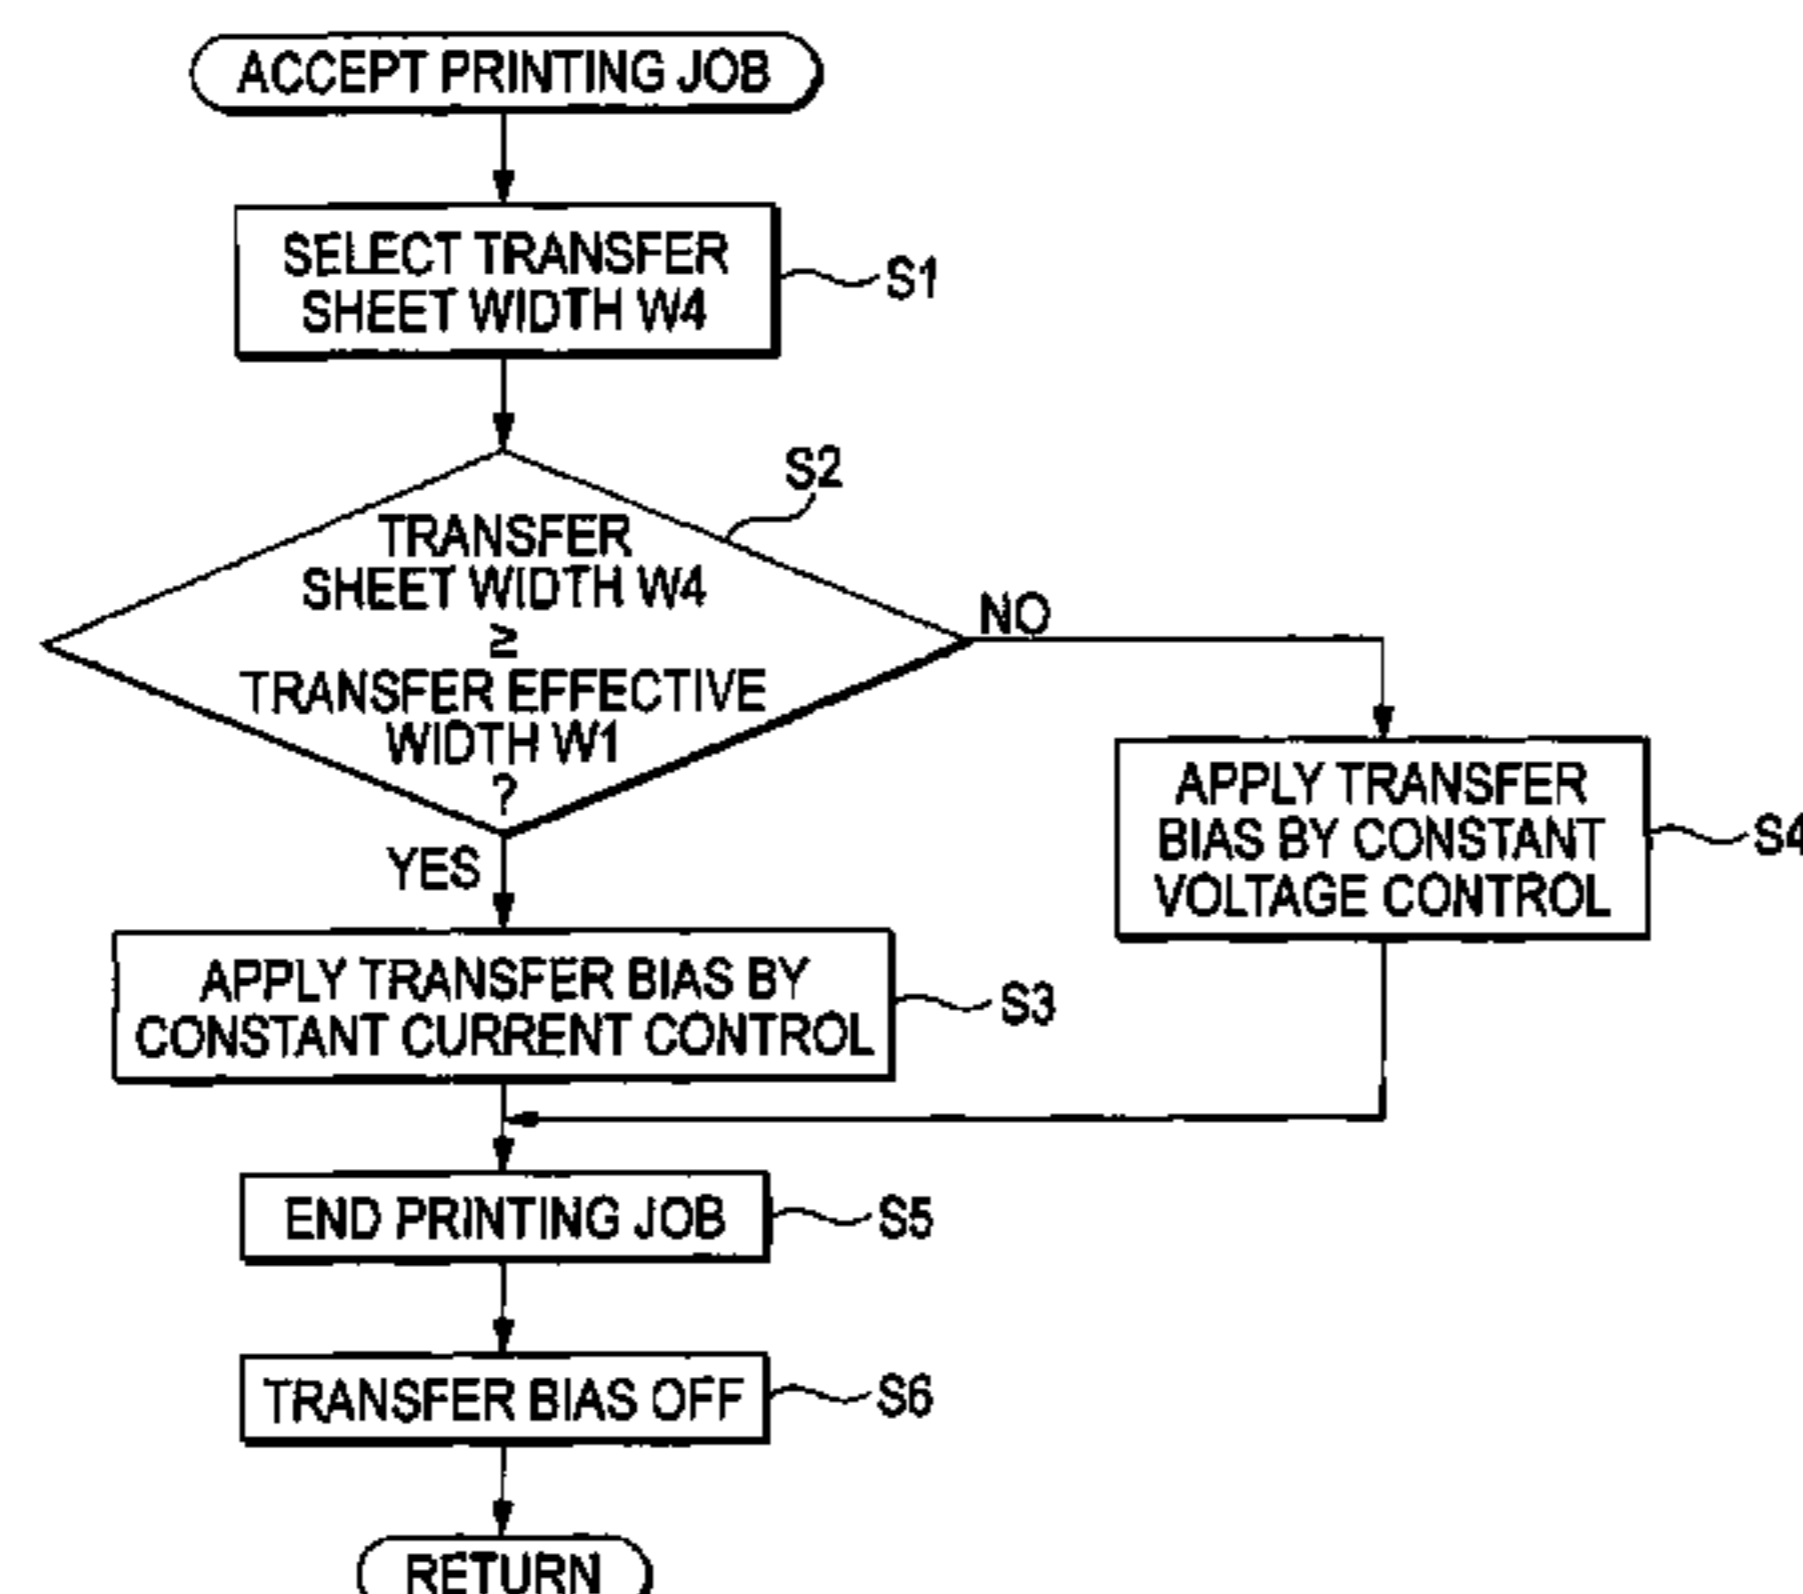 ACCEPT PRINTING JOB
SELECT TRANSFER
SHEET WIDTH W4
S1
S2
TRANSFER
SHEET WIDTH W4
≥
TRANSFER EFFECTIVE
WIDTH W1
?
NO
YES
APPLY TRANSFER
BIAS BY CONSTANT
VOLTAGE CONTROL
S4
APPLY TRANSFER BIAS BY
CONSTANT CURRENT CONTROL
S3
END PRINTING JOB
S5
TRANSFER BIAS OFF
S6
RETURN